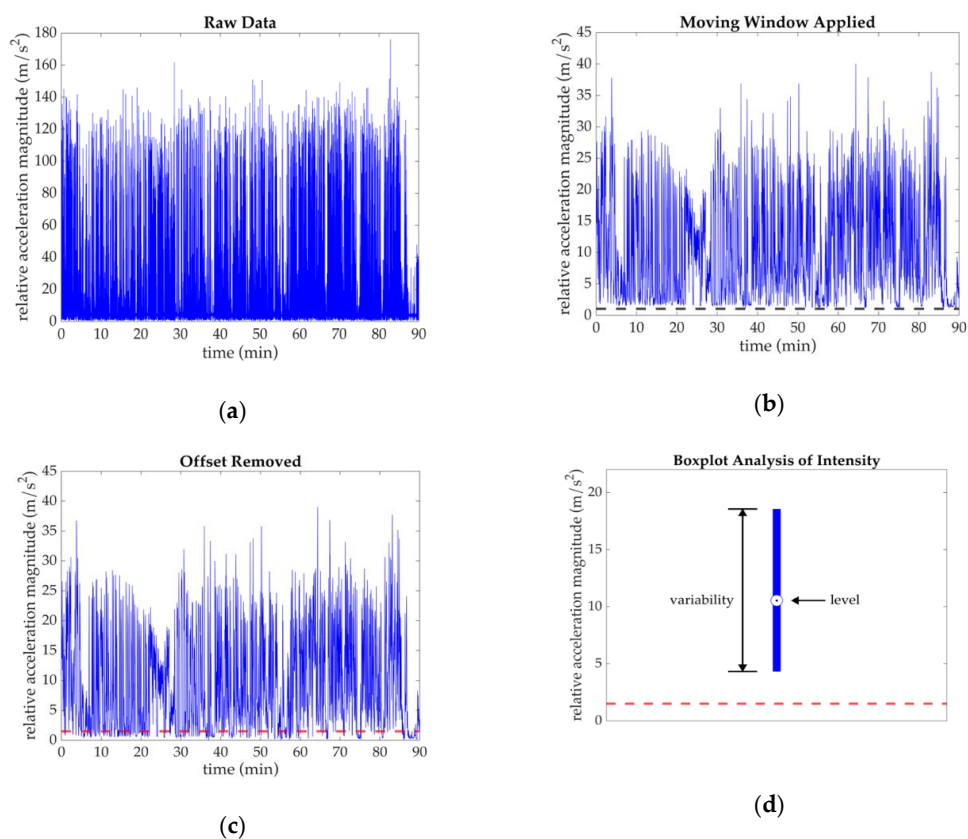 Raw Data
relative acceleration magnitude (m/s²)
180
160
140
120
100
80
60
40
20
0
0 10 20 30 40 50 60 70 80 90
time (min)
(a)
Moving Window Applied
relative acceleration magnitude (m/s²)
45
40
35
30
25
20
15
10
5
0
0 10 20 30 40 50 60 70 80 90
time (min)
(b)
Offset Removed
relative acceleration magnitude (m/s²)
45
40
35
30
25
20
15
10
5
0
0 10 20 30 40 50 60 70 80 90
time (min)
(c)
Boxplot Analysis of Intensity
relative acceleration magnitude (m/s²)
20
15
10
5
0
variability
level
(d)